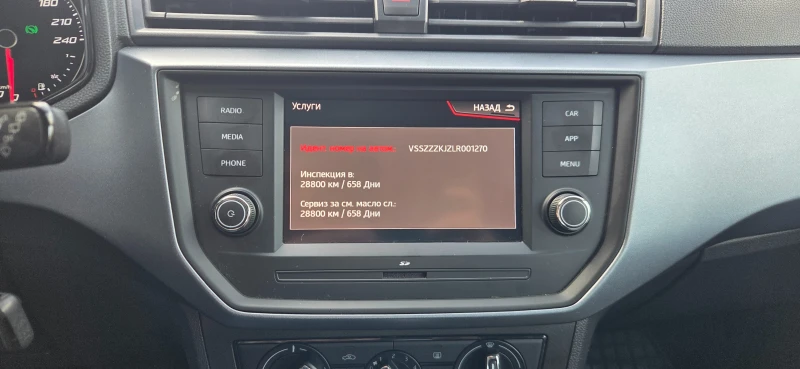 180
210
240
RADIO
MEDIA
PHONE
Услуги
НАЗАД
VSSZZZKJZLR001270
Инспекция в:
28800 км / 658 Дни
Сервиз за см. масло сл.:
28800 км / 658 Дни
CAR
APP
MENU
SD